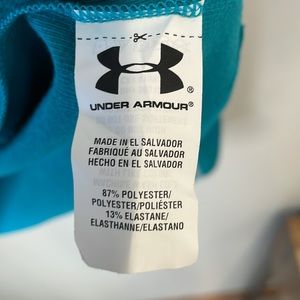 UNDER ARMOUR®
MADE IN EL SALVADOR
FABRIQUÉ AU SALVADOR
HECHO EN EL SALVADOR
87% POLYESTER/
POLYESTER/POLIÉSTER
13% ELASTANE/
ELASTHANNE/ELASTANO